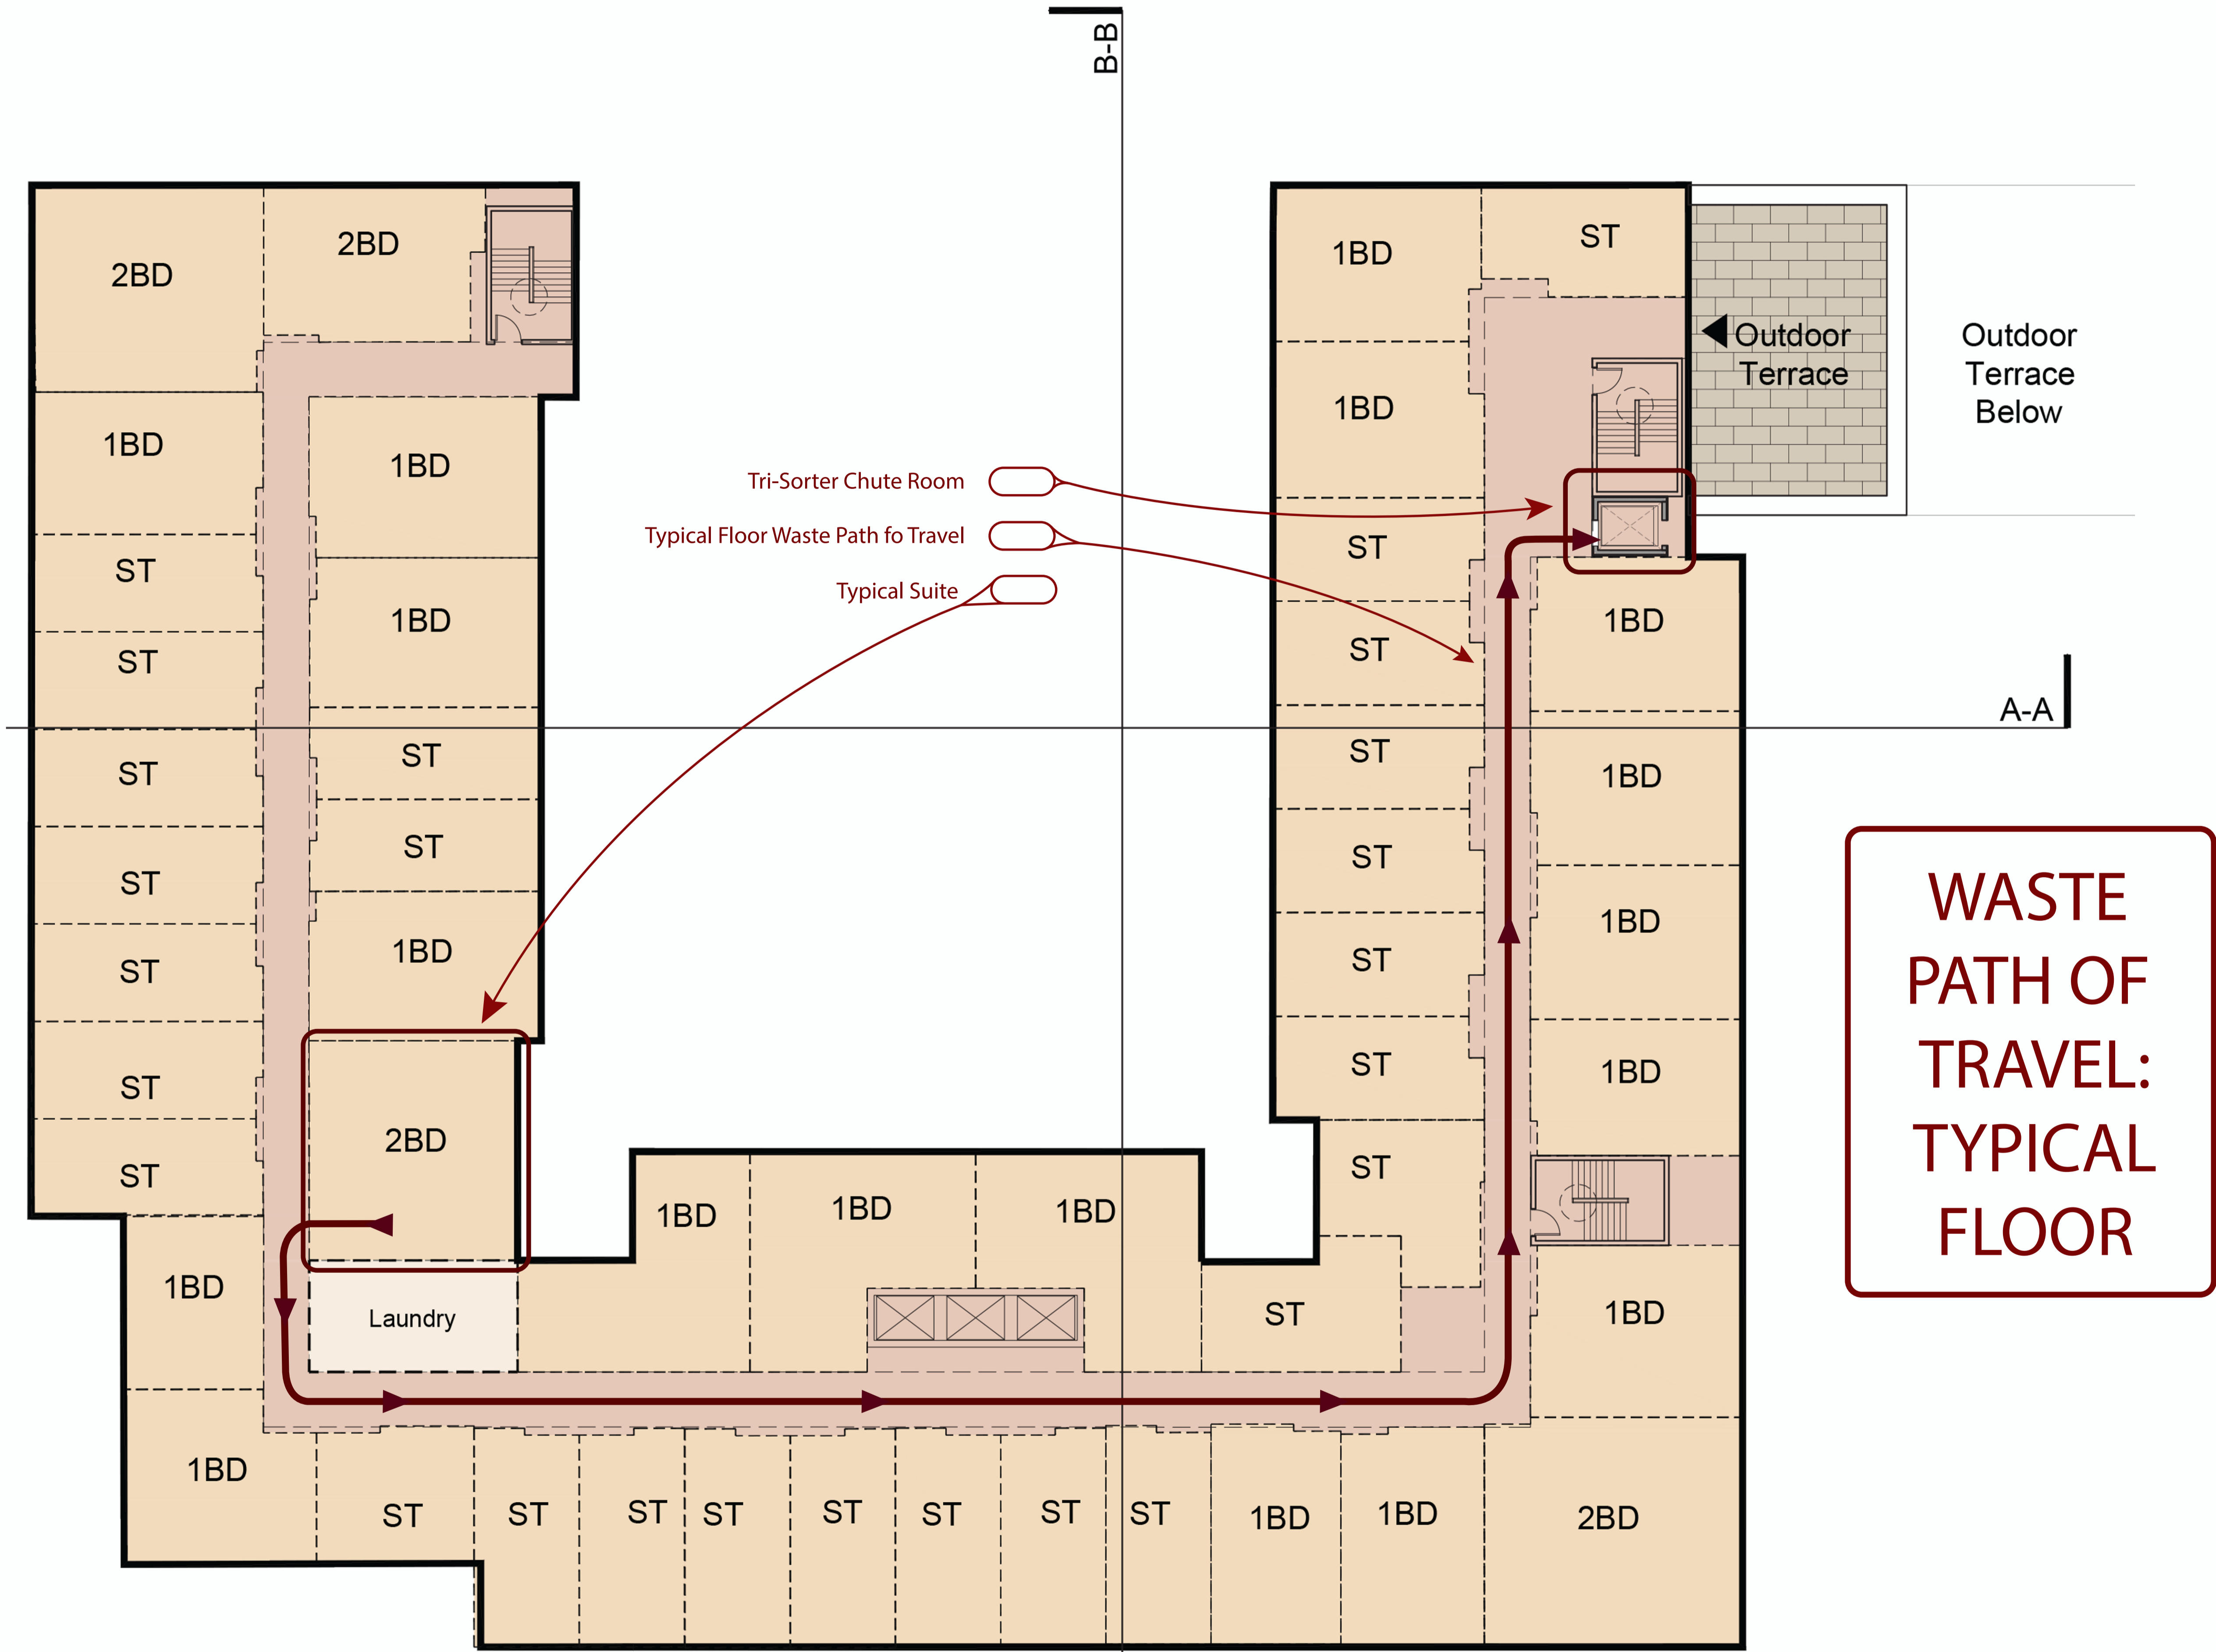 B-B
2BD
2BD
1BD
ST
ST
ST
ST
ST
ST
ST
1BD
1BD
1BD
1BD
ST
ST
1BD
2BD
Laundry
Tri-Sorter Chute Room
Typical Floor Waste Path fo Travel
Typical Suite
1BD
ST
1BD
ST
ST
ST
ST
ST
ST
ST
ST
Outdoor
Terrace
Outdoor
Terrace
Below
A-A
1BD
1BD
1BD
1BD
1BD
1BD
1BD
1BD
ST
ST
ST
ST
ST
ST
ST
ST
1BD
1BD
2BD
WASTE
PATH OF
TRAVEL:
TYPICAL
FLOOR